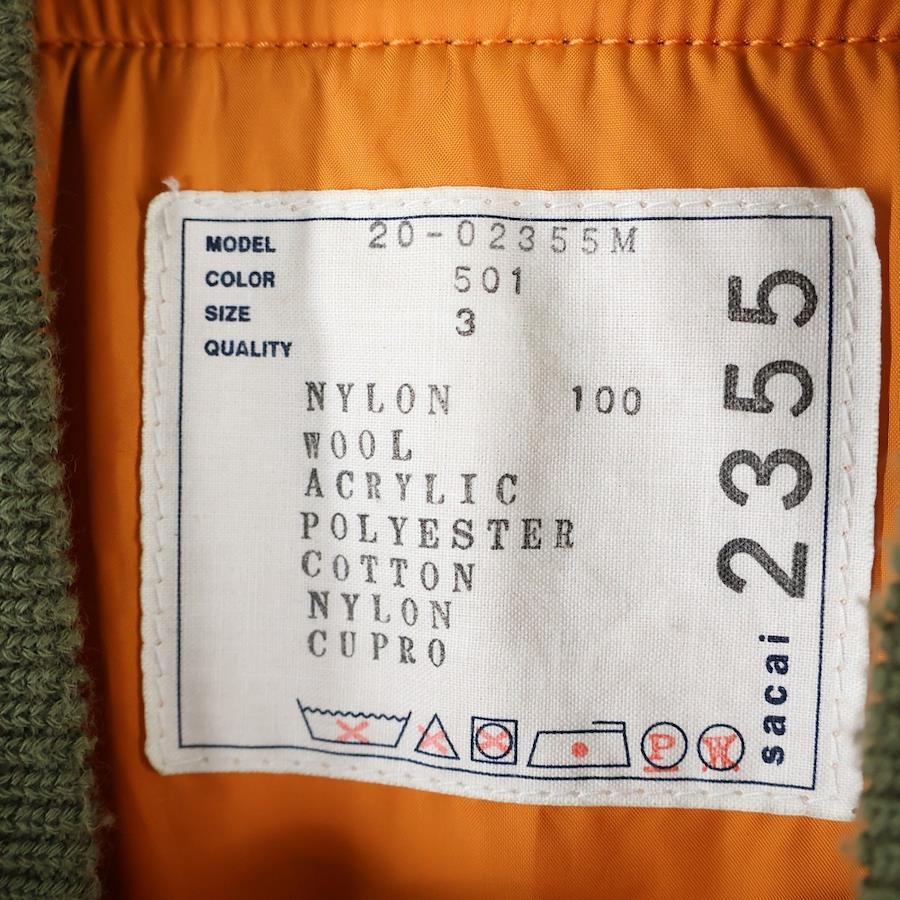 MODEL 20-02355M
COLOR 501
SIZE 3
QUALITY
NYLON 100
WOOL
ACRYLIC
POLYESTER
COTTON
NYLON
CUPRO
P W
sacai 2355